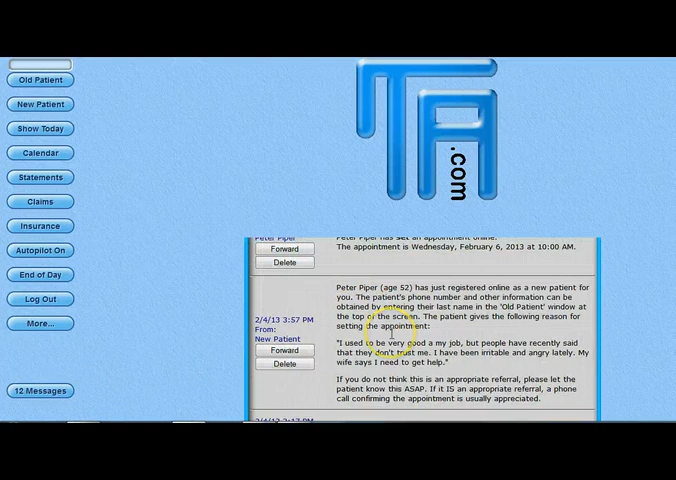 TA
.com
Old Patient
New Patient
Show Today
Calendar
Statements
Claims
Insurance
Autopilot On
End of Day
Log Out
More...
12 Messages
Peter Piper
Forward
Delete
Peter Piper has set an appointment online.
The appointment is Wednesday, February 6, 2013 at 10:00 AM.
2/4/13 3:57 PM
From:
New Patient
Forward
Delete
Peter Piper (age 52) has just registered online as a new patient for
you. The patient's phone number and other information can be
obtained by entering their last name in the 'Old Patient' window at
the top of the screen. The patient gives the following reason for
setting the appointment:
"I used to be very good a my job, but people have recently said
that they don't trust me. I have been irritable and angry lately. My
wife says I need to get help."
If you do not think this is an appropriate referral, please let the
patient know this ASAP. If it IS an appropriate referral, a phone
call confirming the appointment is usually appreciated.